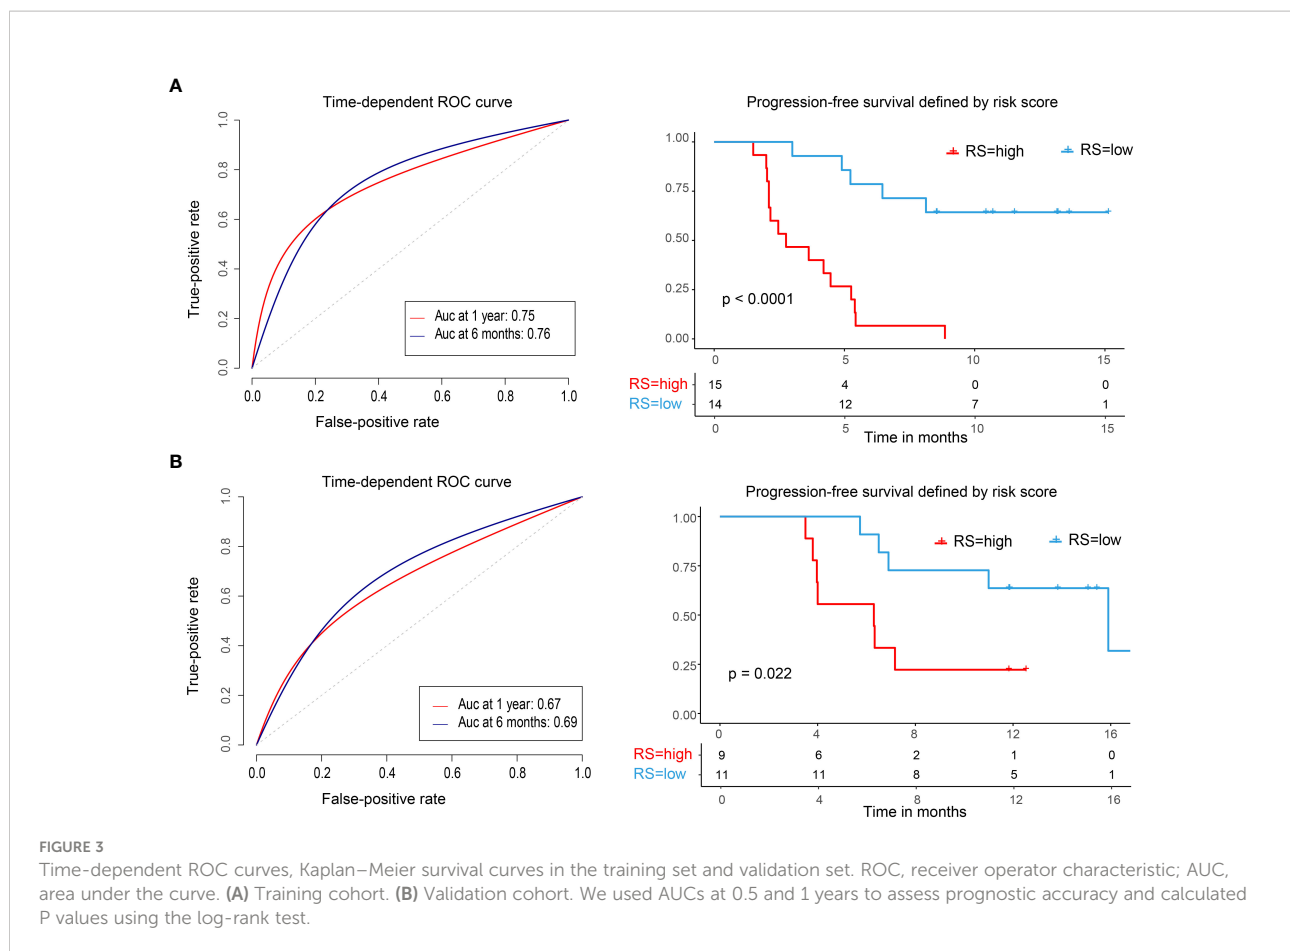 A
Time-dependent ROC curve
1.0
0.8
0.6
0.4
0.2
0.0
True-positive rete
Auc at 1 year: 0.75
Auc at 6 months: 0.76
0.0 0.2 0.4 0.6 0.8 1.0
False-positive rate
Progression-free survival defined by risk score
1.00
0.75
0.50
0.25
0.00
RS=high RS=low
p < 0.0001
0 5 10 15
RS=high 15 4 0 0
RS=low 14 12 7 1
0 5 10 15
Time in months
B
Time-dependent ROC curve
1.0
0.8
0.6
0.4
0.2
0.0
True-positive rete
Auc at 1 year: 0.67
Auc at 6 months: 0.69
0.0 0.2 0.4 0.6 0.8 1.0
False-positive rate
Progression-free survival defined by risk score
1.00
0.75
0.50
0.25
0.00
RS=high RS=low
p = 0.022
0 4 8 12 16
RS=high 9 6 2 1 0
RS=low 11 11 8 5 1
0 4 8 12 16
Time in months
FIGURE 3
Time-dependent ROC curves, Kaplan–Meier survival curves in the training set and validation set. ROC, receiver operator characteristic; AUC,
area under the curve. (A) Training cohort. (B) Validation cohort. We used AUCs at 0.5 and 1 years to assess prognostic accuracy and calculated
P values using the log-rank test.